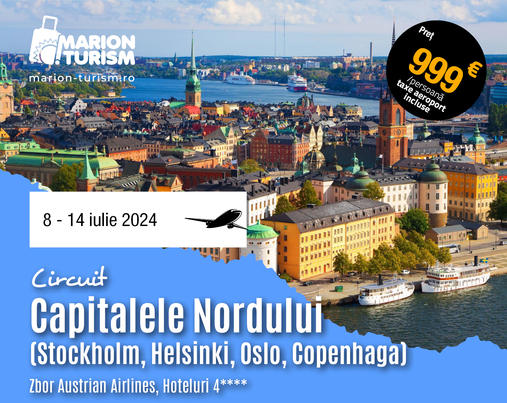 MARION
TURISM
marion-turism.ro
Preț
999 €
/persoană
taxe aeroport
incluse
8 - 14 iulie 2024
Circuit
Capitalele Nordului
(Stockholm, Helsinki, Oslo, Copenhaga)
Zbor Austrian Airlines, Hoteluri 4****